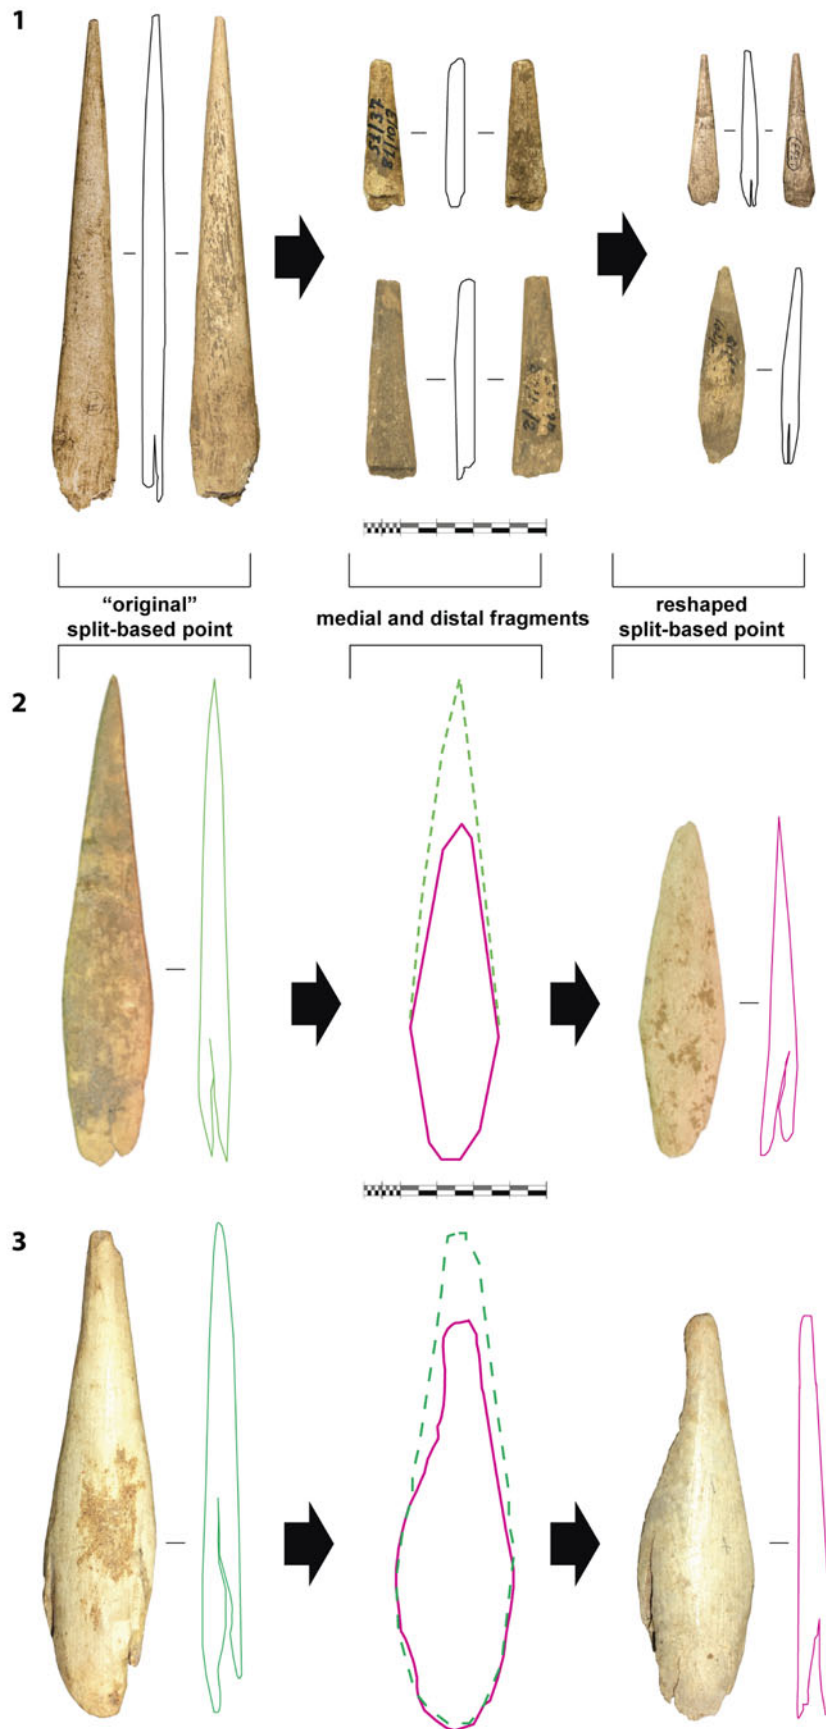 1
"original"
split-based point
medial and distal fragments
reshaped
split-based point
2
3